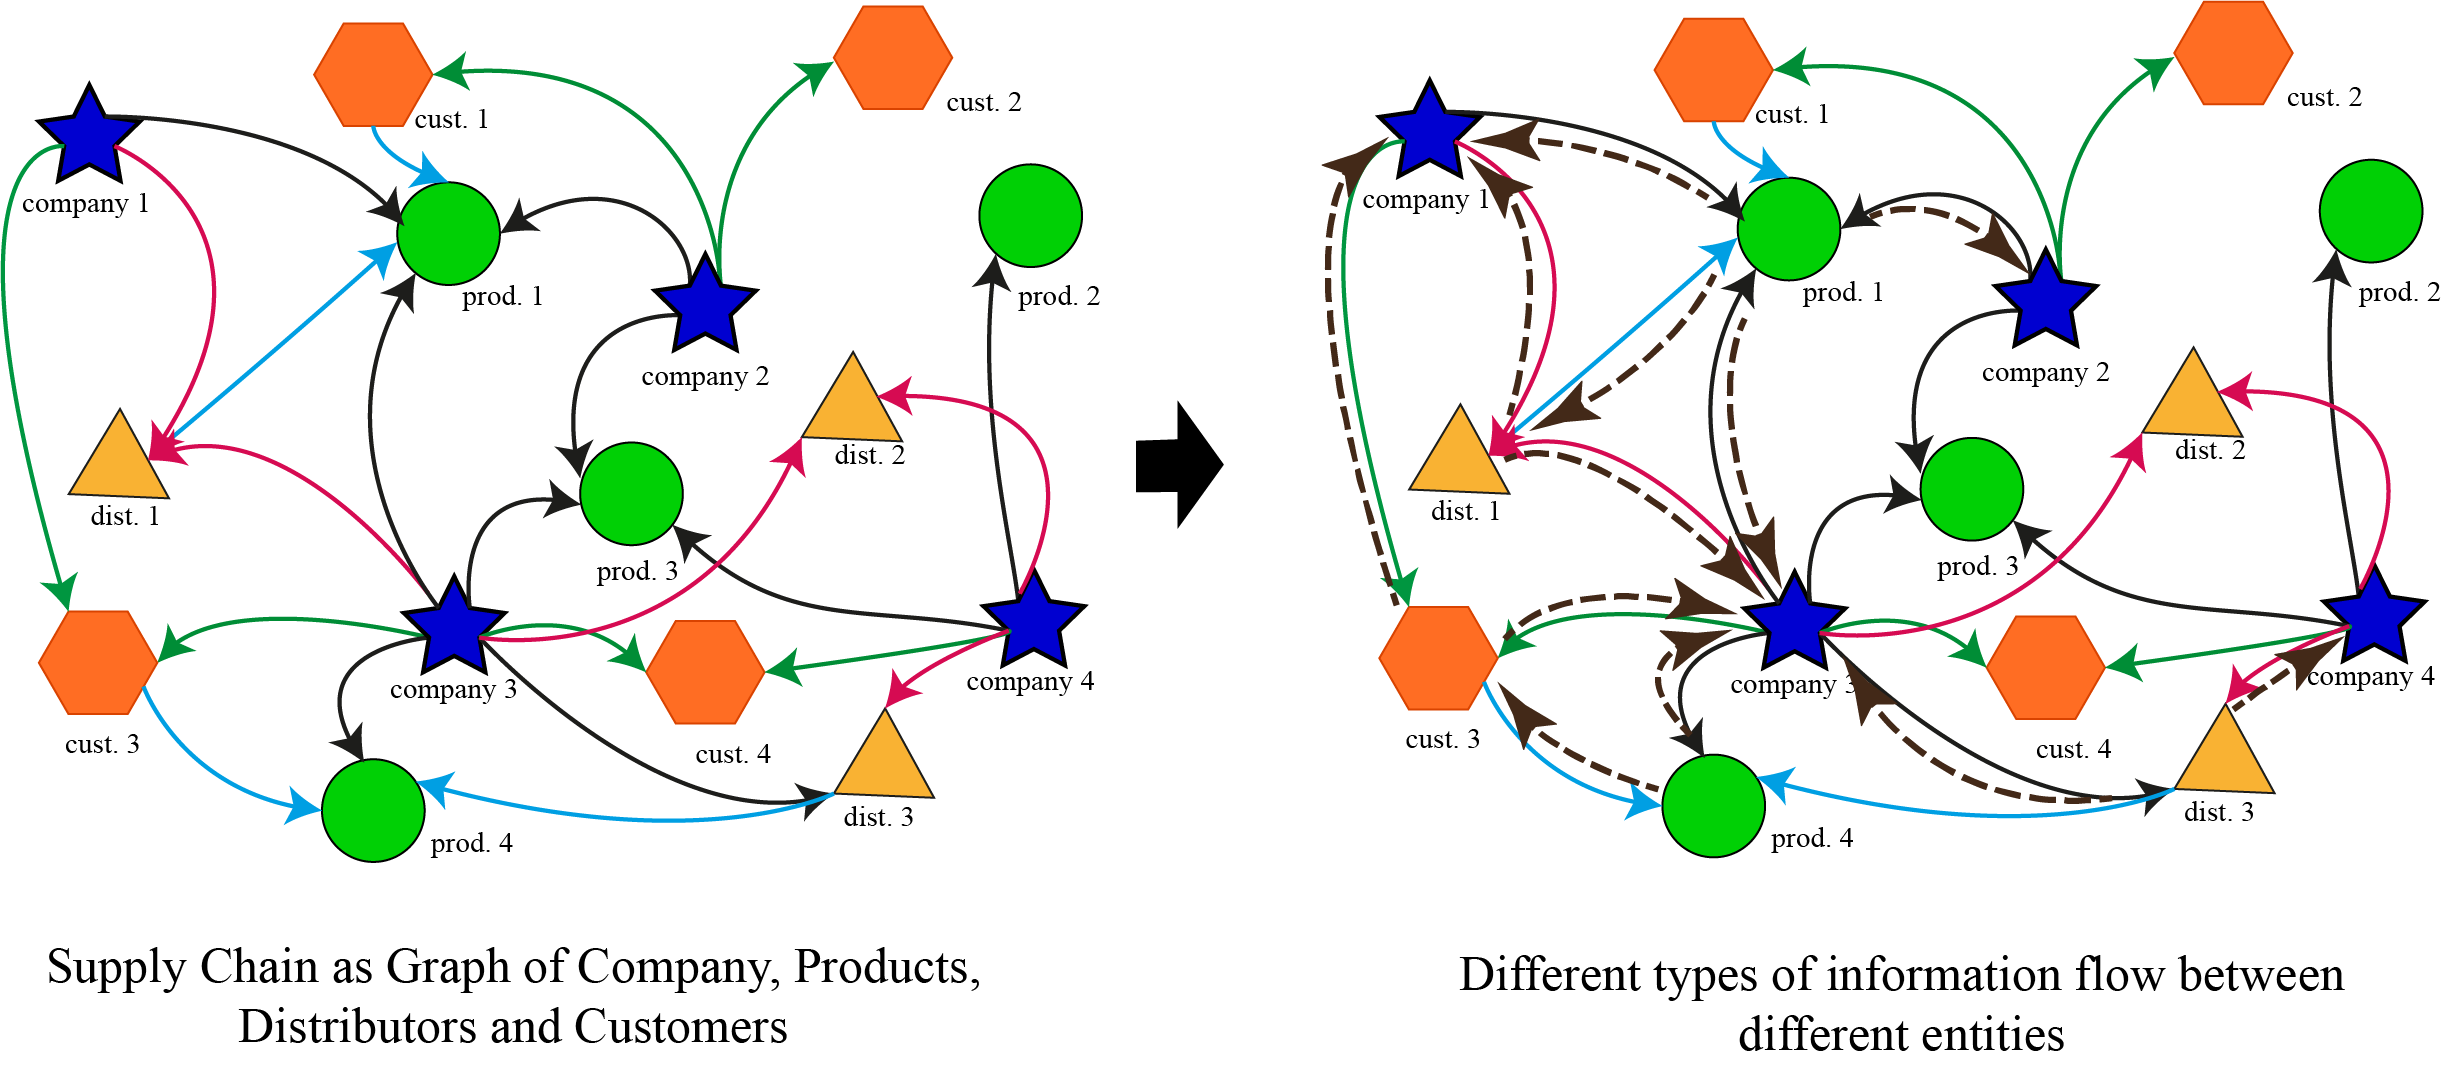 cust. 1
cust. 2
company 1
prod. 1
prod. 2
company 2
dist. 2
dist. 1
prod. 3
company 3
company 4
cust. 3
cust. 4
dist. 3
prod. 4
Supply Chain as Graph of Company, Products,
Distributors and Customers
cust. 1
cust. 2
company 1
prod. 1
prod. 2
company 2
dist. 2
dist. 1
prod. 3
company 3
company 4
cust. 3
cust. 4
dist. 3
prod. 4
Different types of information flow between
different entities